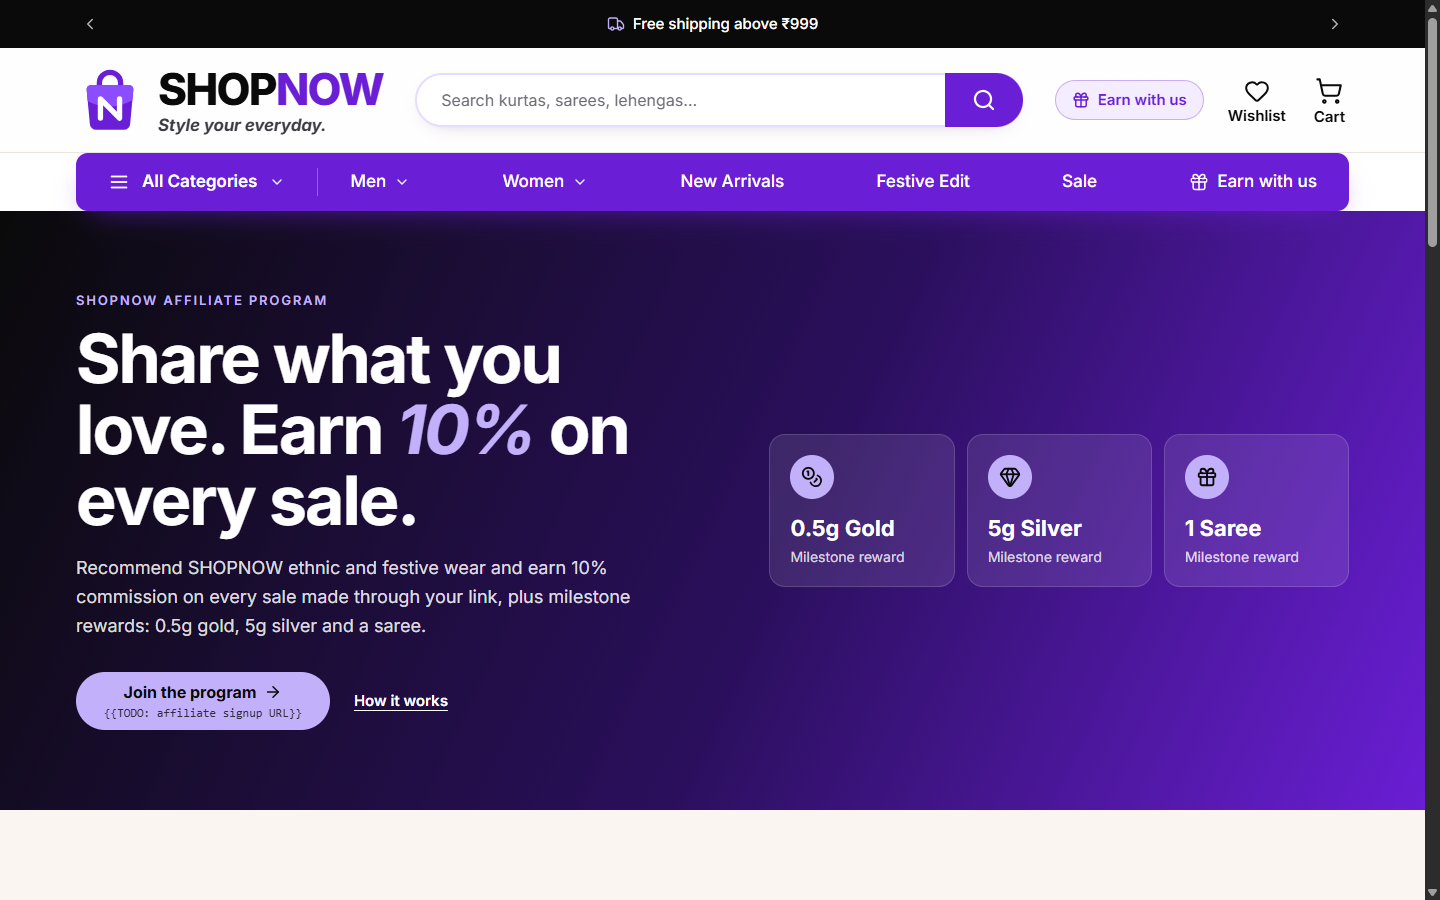 Free shipping above ₹999
SHOPNOW
Style your everyday.
Search kurtas, sarees, lehengas...
Earn with us
Wishlist
Cart
All Categories
Men
Women
New Arrivals
Festive Edit
Sale
Earn with us
SHOPNOW AFFILIATE PROGRAM
Share what you
love. Earn 10% on
every sale.
Recommend SHOPNOW ethnic and festive wear and earn 10%
commission on every sale made through your link, plus milestone
rewards: 0.5g gold, 5g silver and a saree.
Join the program
{{TODO: affiliate signup URL}}
How it works
0.5g Gold
Milestone reward
5g Silver
Milestone reward
1 Saree
Milestone reward